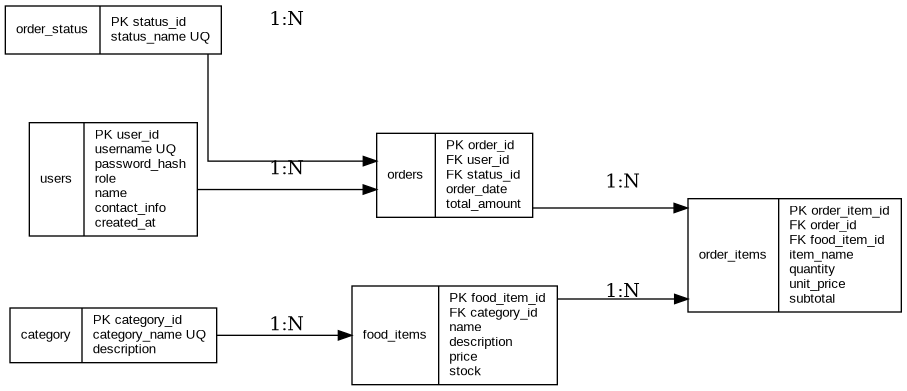 order_status
PK status_id
status_name UQ
1:N
users
PK user_id
username UQ
password_hash
role
name
contact_info
created_at
1:N
orders
PK order_id
FK user_id
FK status_id
order_date
total_amount
1:N
order_items
PK order_item_id
FK order_id
FK food_item_id
item_name
quantity
unit_price
subtotal
category
PK category_id
category_name UQ
description
1:N
food_items
PK food_item_id
FK category_id
name
description
price
stock
1:N